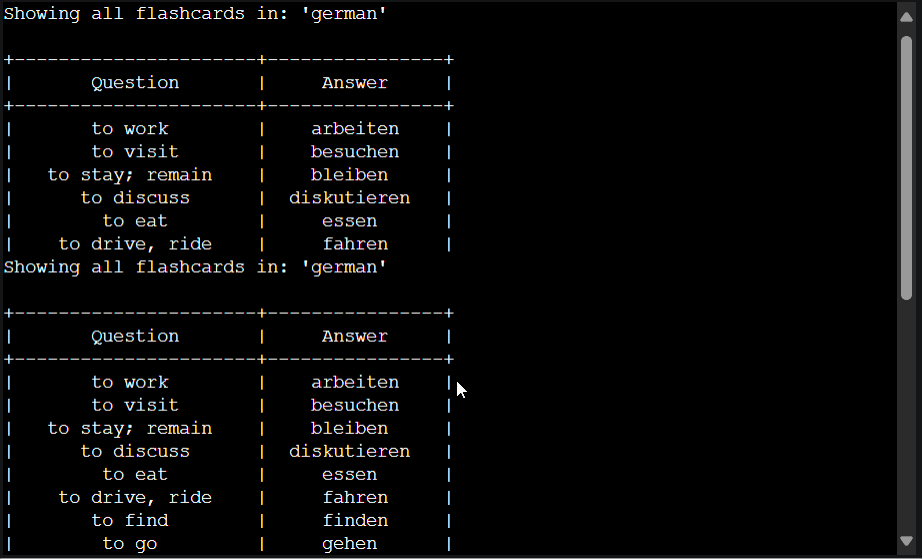 Showing all flashcards in: 'german'
+----------------------+----------------+
|       Question       |     Answer     |
+----------------------+----------------+
|       to work        |    arbeiten    |
|       to visit       |    besuchen    |
|   to stay; remain    |    bleiben     |
|      to discuss      |  diskutieren   |
|        to eat        |     essen      |
|    to drive, ride    |     fahren     |
Showing all flashcards in: 'german'
+----------------------+----------------+
|       Question       |     Answer     |
+----------------------+----------------+
|       to work        |    arbeiten    |
|       to visit       |    besuchen    |
|   to stay; remain    |    bleiben     |
|      to discuss      |  diskutieren   |
|        to eat        |     essen      |
|    to drive, ride    |     fahren     |
|       to find        |     finden     |
|        to go         |     gehen      |